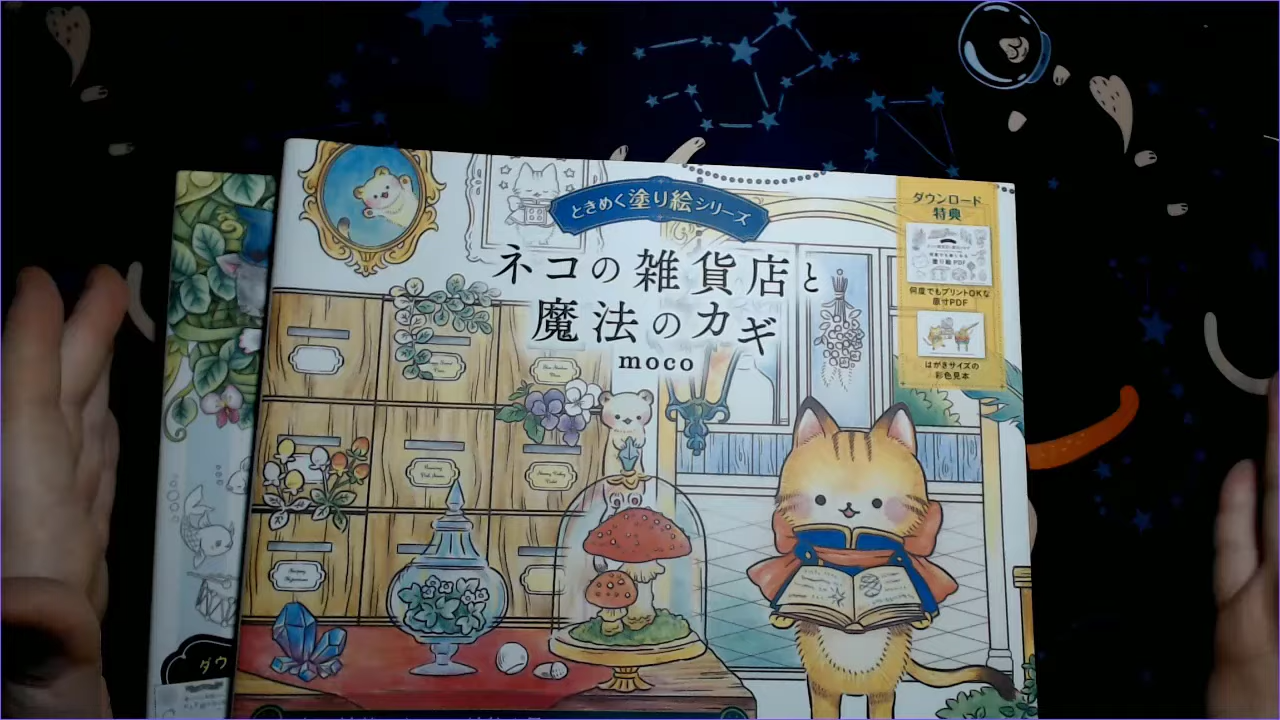 ときめく塗り絵シリーズ
ネコの雑貨店と
魔法のカギ
moco
ダウンロード
特典
何度でもプリントOKな
原寸PDF
はがきサイズの
彩色見本
ダウ